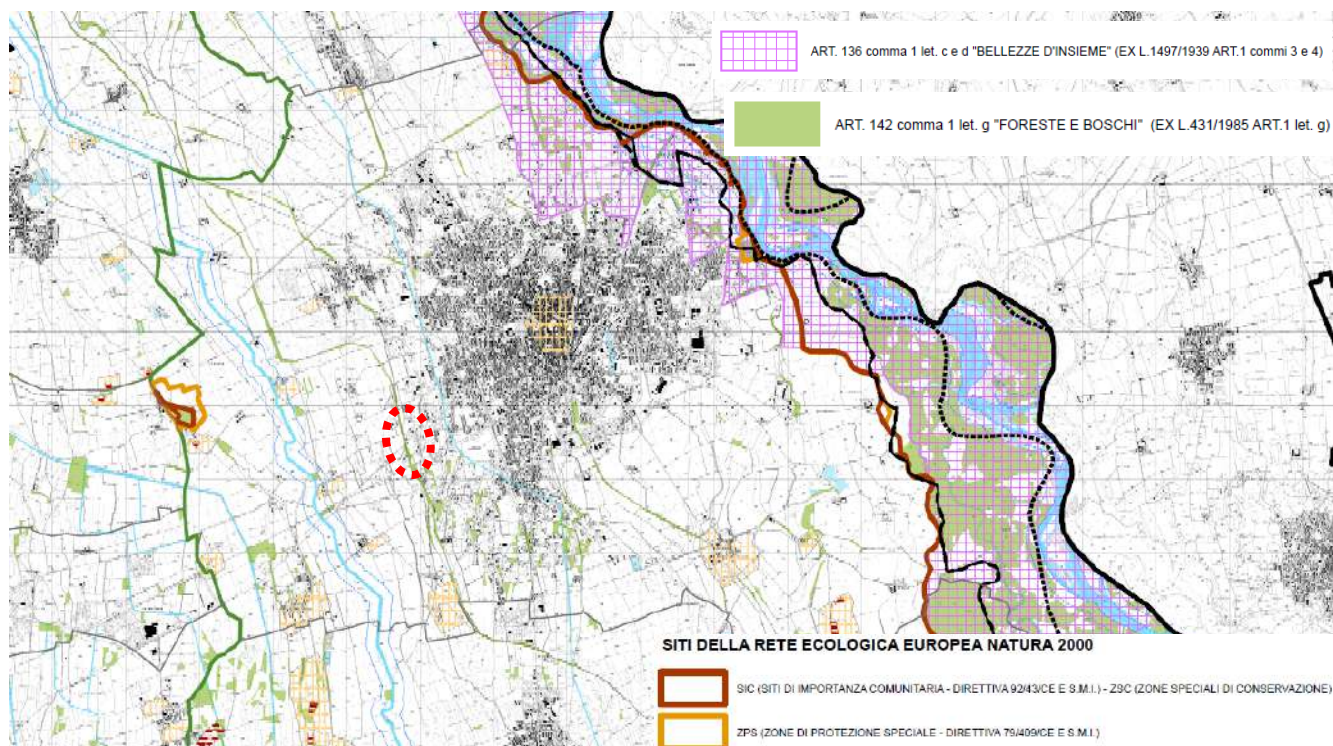 ART. 136 comma 1 let. c e d "BELLEZZE D'INSIEME" (EX L.1497/1939 ART.1 commi 3 e 4)
ART. 142 comma 1 let. g "FORESTE E BOSCHI" (EX L.431/1985 ART.1 let. g)
SITI DELLA RETE ECOLOGICA EUROPEA NATURA 2000
SIC (SITI DI IMPORTANZA COMUNITARIA - DIRETTIVA 92/43/CE E S.M.I.) - ZSC (ZONE SPECIALI DI CONSERVAZIONE)
ZPS (ZONE DI PROTEZIONE SPECIALE - DIRETTIVA 79/409/CE E S.M.I.)